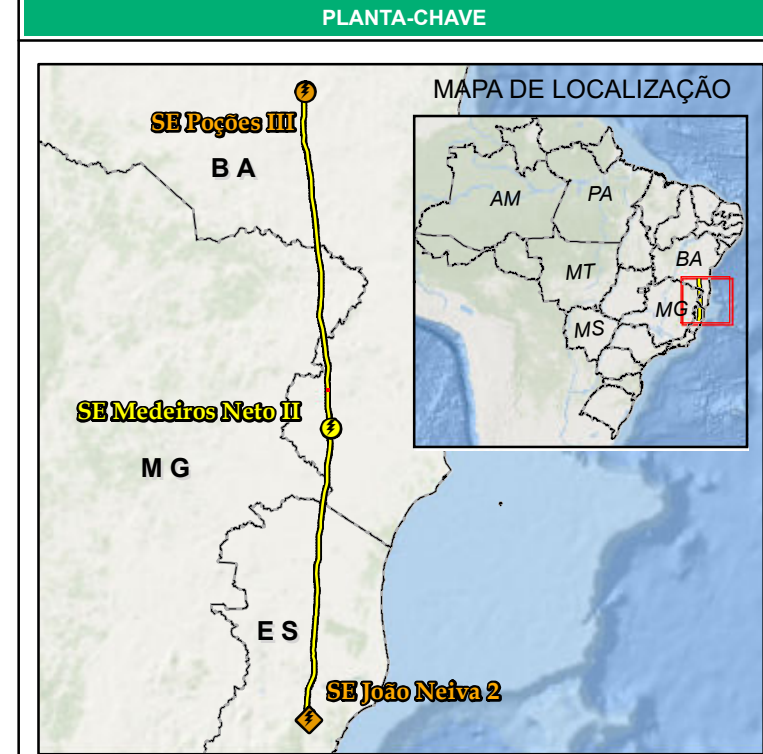 PLANTA-CHAVE
MAPA DE LOCALIZAÇÃO
SE Poções III
B A
AM
PA
BA
MT
MG
MS
SE Medeiros Neto II
M G
E S
SE João Neiva 2